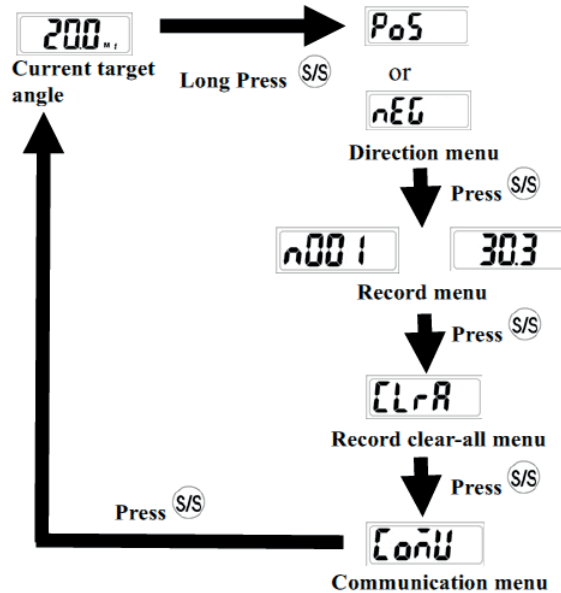 20.0 M1
PoS
Current target
angle
Long Press S/S
or
nEG
Direction menu
Press S/S
n001
30.3
Record menu
Press S/S
CLrA
Record clear-all menu
Press S/S
Press S/S
ComU
Communication menu